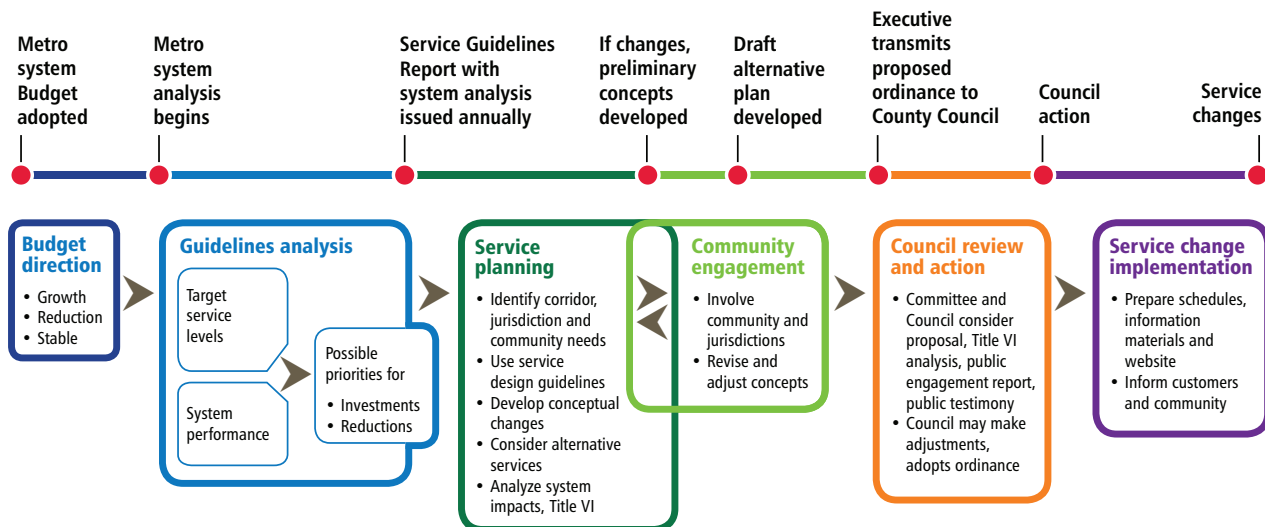 Metro
system
Budget
adopted
Metro
system
analysis
begins
Service Guidelines
Report with
system analysis
issued annually
If changes,
preliminary
concepts
developed
Draft
alternative
plan
developed
Executive
transmits
proposed
ordinance to
County Council
Council
action
Service
changes
Budget
direction
• Growth
• Reduction
• Stable
Guidelines analysis
Target
service
levels
System
performance
Possible
priorities for
• Investments
• Reductions
Service
planning
• Identify corridor,
jurisdiction and
community needs
• Use service
design guidelines
• Develop conceptual
changes
• Consider alternative
services
• Analyze system
impacts, Title VI
Community
engagement
• Involve
community and
jurisdictions
• Revise and
adjust concepts
Council review
and action
• Committee and
Council consider
proposal, Title VI
analysis, public
engagement report,
public testimony
• Council may make
adjustments,
adopts ordinance
Service change
implementation
• Prepare schedules,
information
materials and
website
• Inform customers
and community